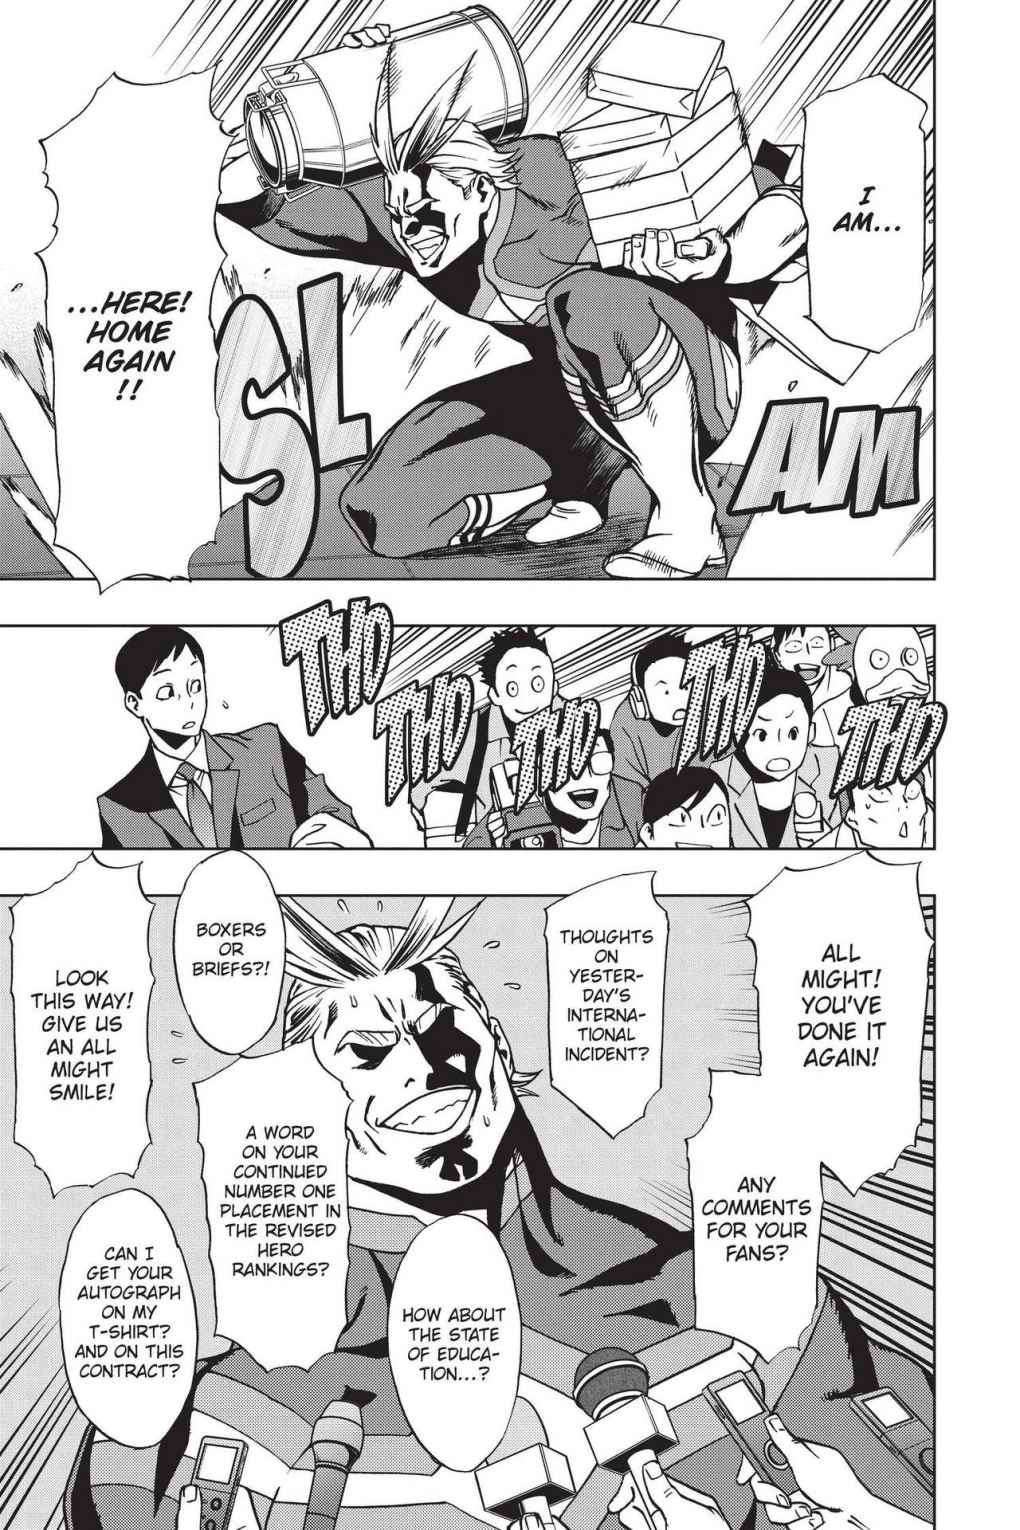 I
AM...
...HERE!
HOME
AGAIN
!!
SLAM
THD
THD
THD
THD
THD
ALL
MIGHT!
YOU'VE
DONE IT
AGAIN!
THOUGHTS
ON
YESTER-
DAY'S
INTERNA-
TIONAL
INCIDENT?
BOXERS
OR
BRIEFS?!
LOOK
THIS WAY!
GIVE US
AN ALL
MIGHT
SMILE!
ANY
COMMENTS
FOR YOUR
FANS?
A WORD
ON YOUR
CONTINUED
NUMBER ONE
PLACEMENT IN
THE REVISED
HERO
RANKINGS?
HOW ABOUT
THE STATE
OF EDUCA-
TION...?
CAN I
GET YOUR
AUTOGRAPH
ON MY
T-SHIRT?
AND ON THIS
CONTRACT?